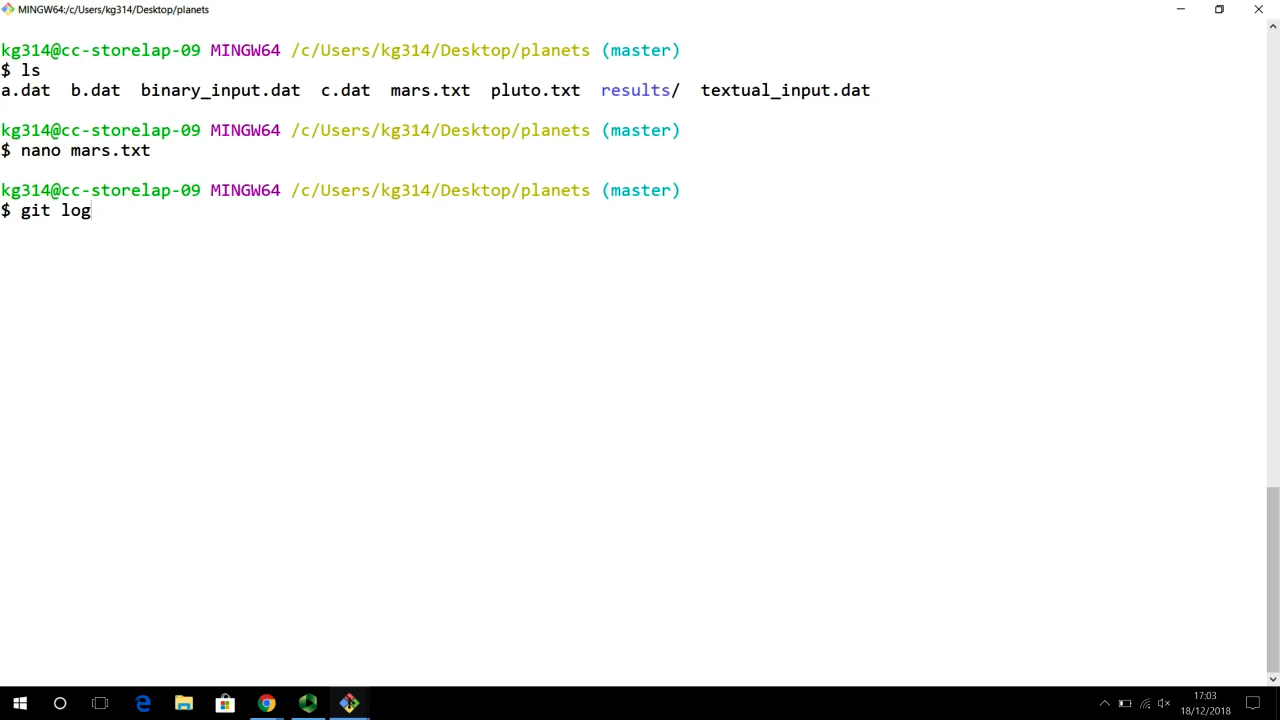 MINGW64:/c/Users/kg314/Desktop/planets
kg314@cc-storelap-09 MINGW64 /c/Users/kg314/Desktop/planets (master)
$ ls
a.dat b.dat binary_input.dat c.dat mars.txt pluto.txt results/ textual_input.dat
kg314@cc-storelap-09 MINGW64 /c/Users/kg314/Desktop/planets (master)
$ nano mars.txt
kg314@cc-storelap-09 MINGW64 /c/Users/kg314/Desktop/planets (master)
$ git log
17:03
18/12/2018